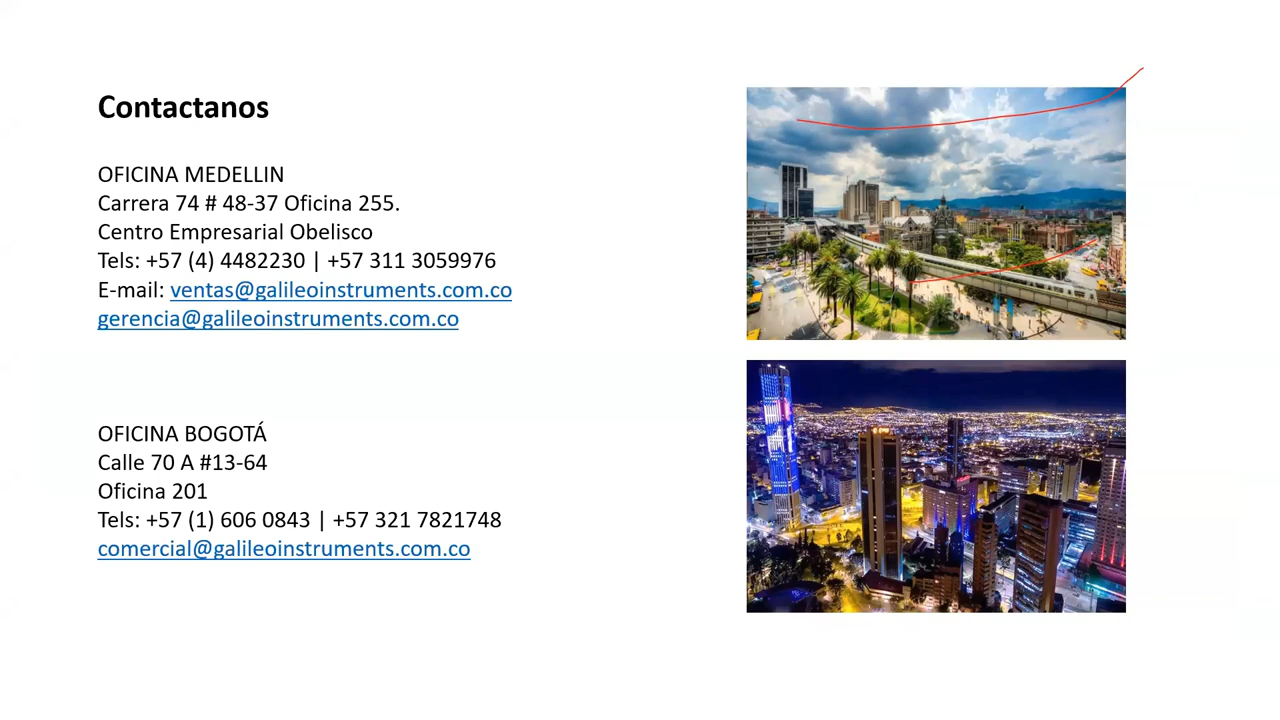 Contactanos
OFICINA MEDELLIN
Carrera 74 # 48-37 Oficina 255.
Centro Empresarial Obelisco
Tels: +57 (4) 4482230 | +57 311 3059976
E-mail: ventas@galileoinstruments.com.co
gerencia@galileoinstruments.com.co
OFICINA BOGOTÁ
Calle 70 A #13-64
Oficina 201
Tels: +57 (1) 606 0843 | +57 321 7821748
comercial@galileoinstruments.com.co